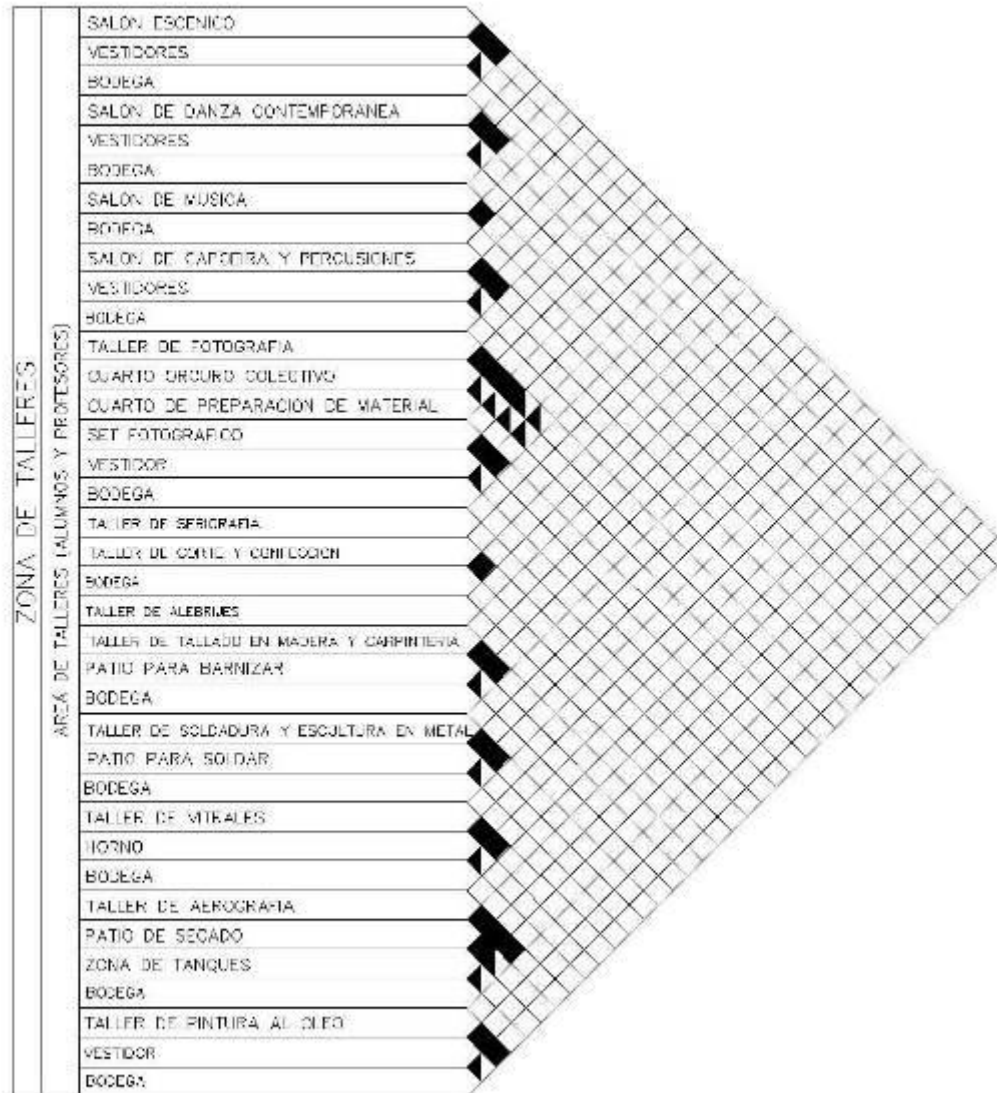 ZONA DE TALLERES
AREA DE TALLERES (ALUMNOS Y PROFESORES)
SALON ESCENICO
VESTIDORES
BODEGA
SALON DE DANZA CONTEMPORANEA
VESTIDORES
BODEGA
SALON DE MUSICA
BODEGA
SALON DE CAPOEIRA Y PERCUSIONES
VESTIDORES
BODEGA
TALLER DE FOTOGRAFIA
CUARTO ORCURO COLECTIVO
CUARTO DE PREPARACION DE MATERIAL
SET FOTOGRAFICO
VESTIDOR
BODEGA
TALLER DE SERIGRAFIA
TALLER DE CORTE Y CONFECCION
BODEGA
TALLER DE ALEBRIJES
TALLER DE TALLADO EN MADERA Y CARPINTERIA
PATIO PARA BARNIZAR
BODEGA
TALLER DE SOLDADURA Y ESCULTURA EN METAL
PATIO PARA SOLDAR
BODEGA
TALLER DE VITRALES
HORNO
BODEGA
TALLER DE AEROGRAFIA
PATIO DE SECADO
ZONA DE TANQUES
BODEGA
TALLER DE PINTURA AL OLEO
VESTIDOR
BODEGA